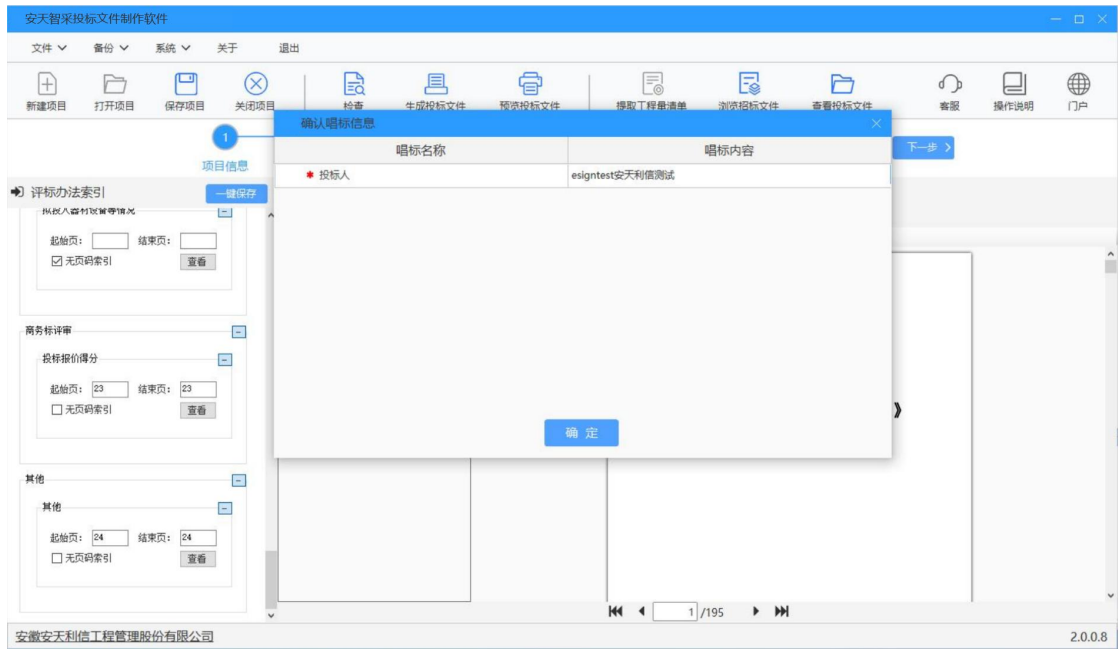 安天智采投标文件制作软件
文件 备份 系统 关于 退出
新建项目 打开项目 保存项目 关闭项目 检查 生成投标文件 预览投标文件 提取工程量清单 浏览招标文件 查看投标文件 客服 操作说明 门户
确认唱标信息
1
下一步
项目信息
唱标名称 唱标内容
* 投标人 esigntest安天利信测试
评标办法索引 一键保存
拟投入器材设备等情况
起始页: 结束页:
无页码索引 查看
商务标评审
投标报价得分
起始页: 23 结束页: 23
无页码索引 查看
》
确 定
其他
其他
起始页: 24 结束页: 24
无页码索引 查看
1 /195
安徽安天利信工程管理股份有限公司 2.0.0.8